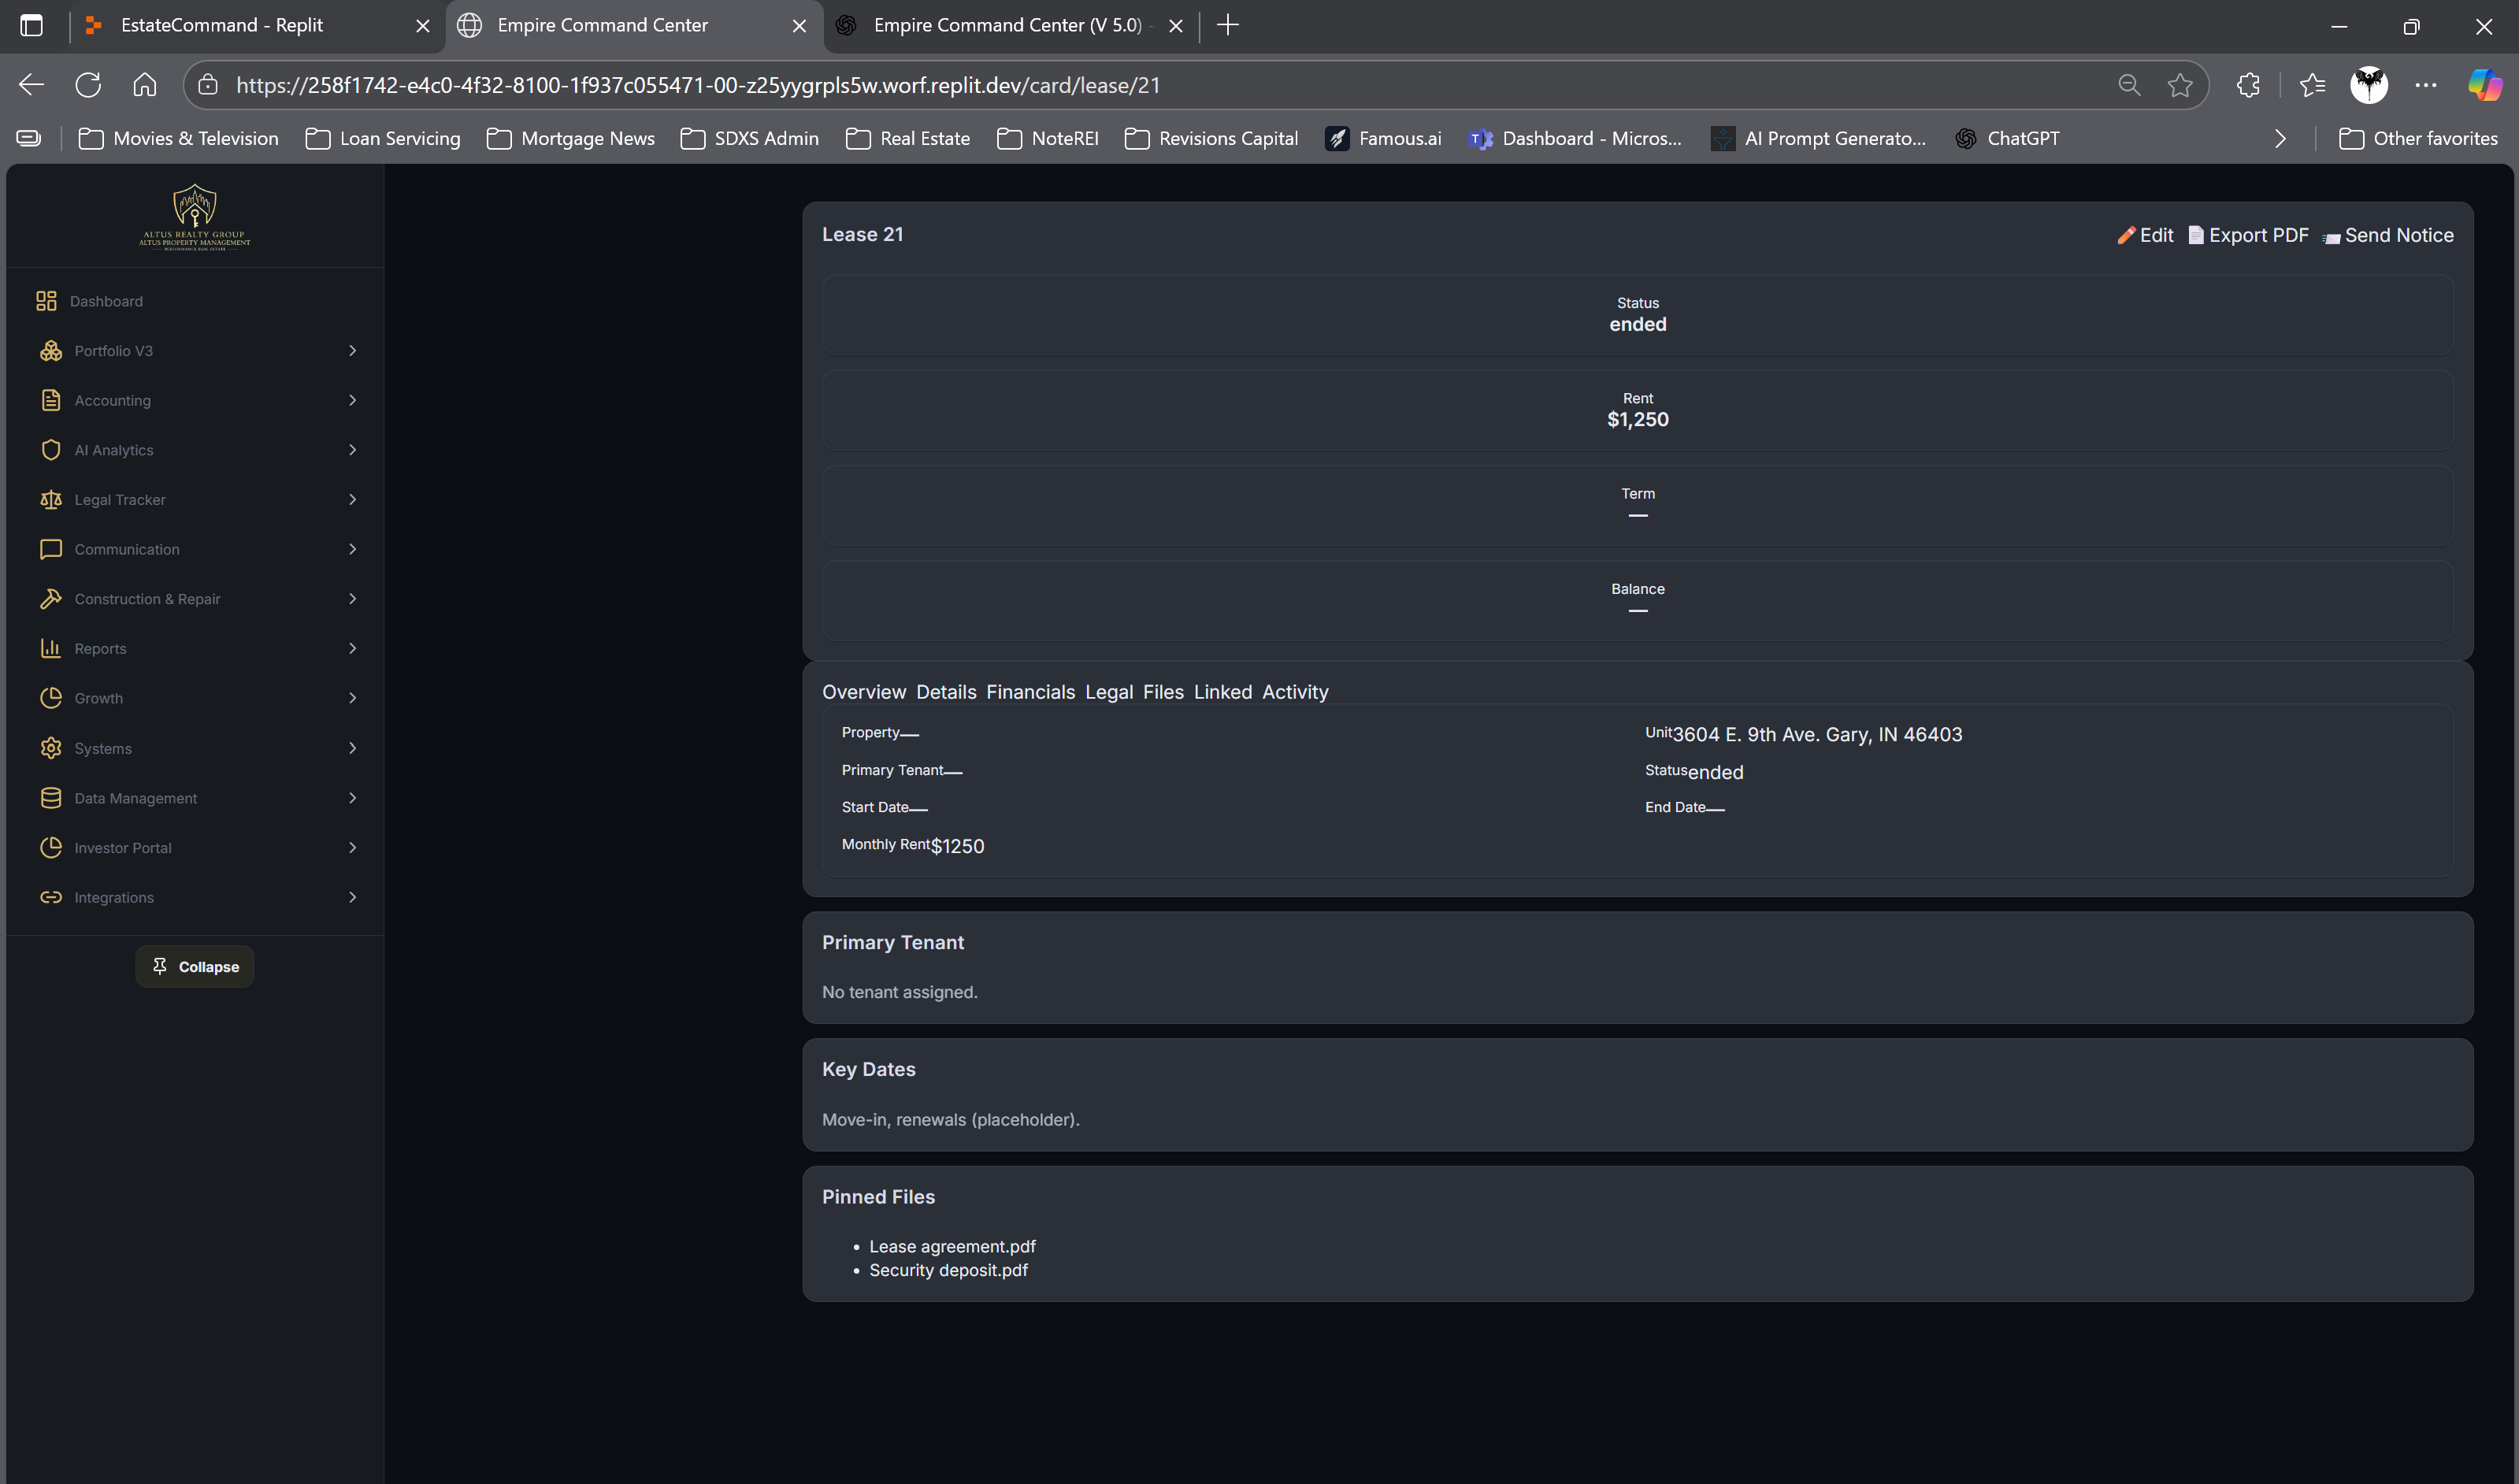 EstateCommand - Replit
Empire Command Center
Empire Command Center (V 5.0) -
https://258f1742-e4c0-4f32-8100-1f937c055471-00-z25yygrpls5w.worf.replit.dev/card/lease/21
Movies & Television
Loan Servicing
Mortgage News
SDXS Admin
Real Estate
NoteREI
Revisions Capital
Famous.ai
Dashboard - Micros...
AI Prompt Generato...
ChatGPT
Other favorites
ALTUS REALTY GROUP
ALTUS PROPERTY MANAGEMENT
Dashboard
Portfolio V3
Accounting
AI Analytics
Legal Tracker
Communication
Construction & Repair
Reports
Growth
Systems
Data Management
Investor Portal
Integrations
Collapse
Lease 21
Edit Export PDF Send Notice
Status
ended
Rent
$1,250
Term
—
Balance
—
Overview Details Financials Legal Files Linked Activity
Property—
Unit3604 E. 9th Ave. Gary, IN 46403
Primary Tenant—
Statusended
Start Date—
End Date—
Monthly Rent$1250
Primary Tenant
No tenant assigned.
Key Dates
Move-in, renewals (placeholder).
Pinned Files
• Lease agreement.pdf
• Security deposit.pdf